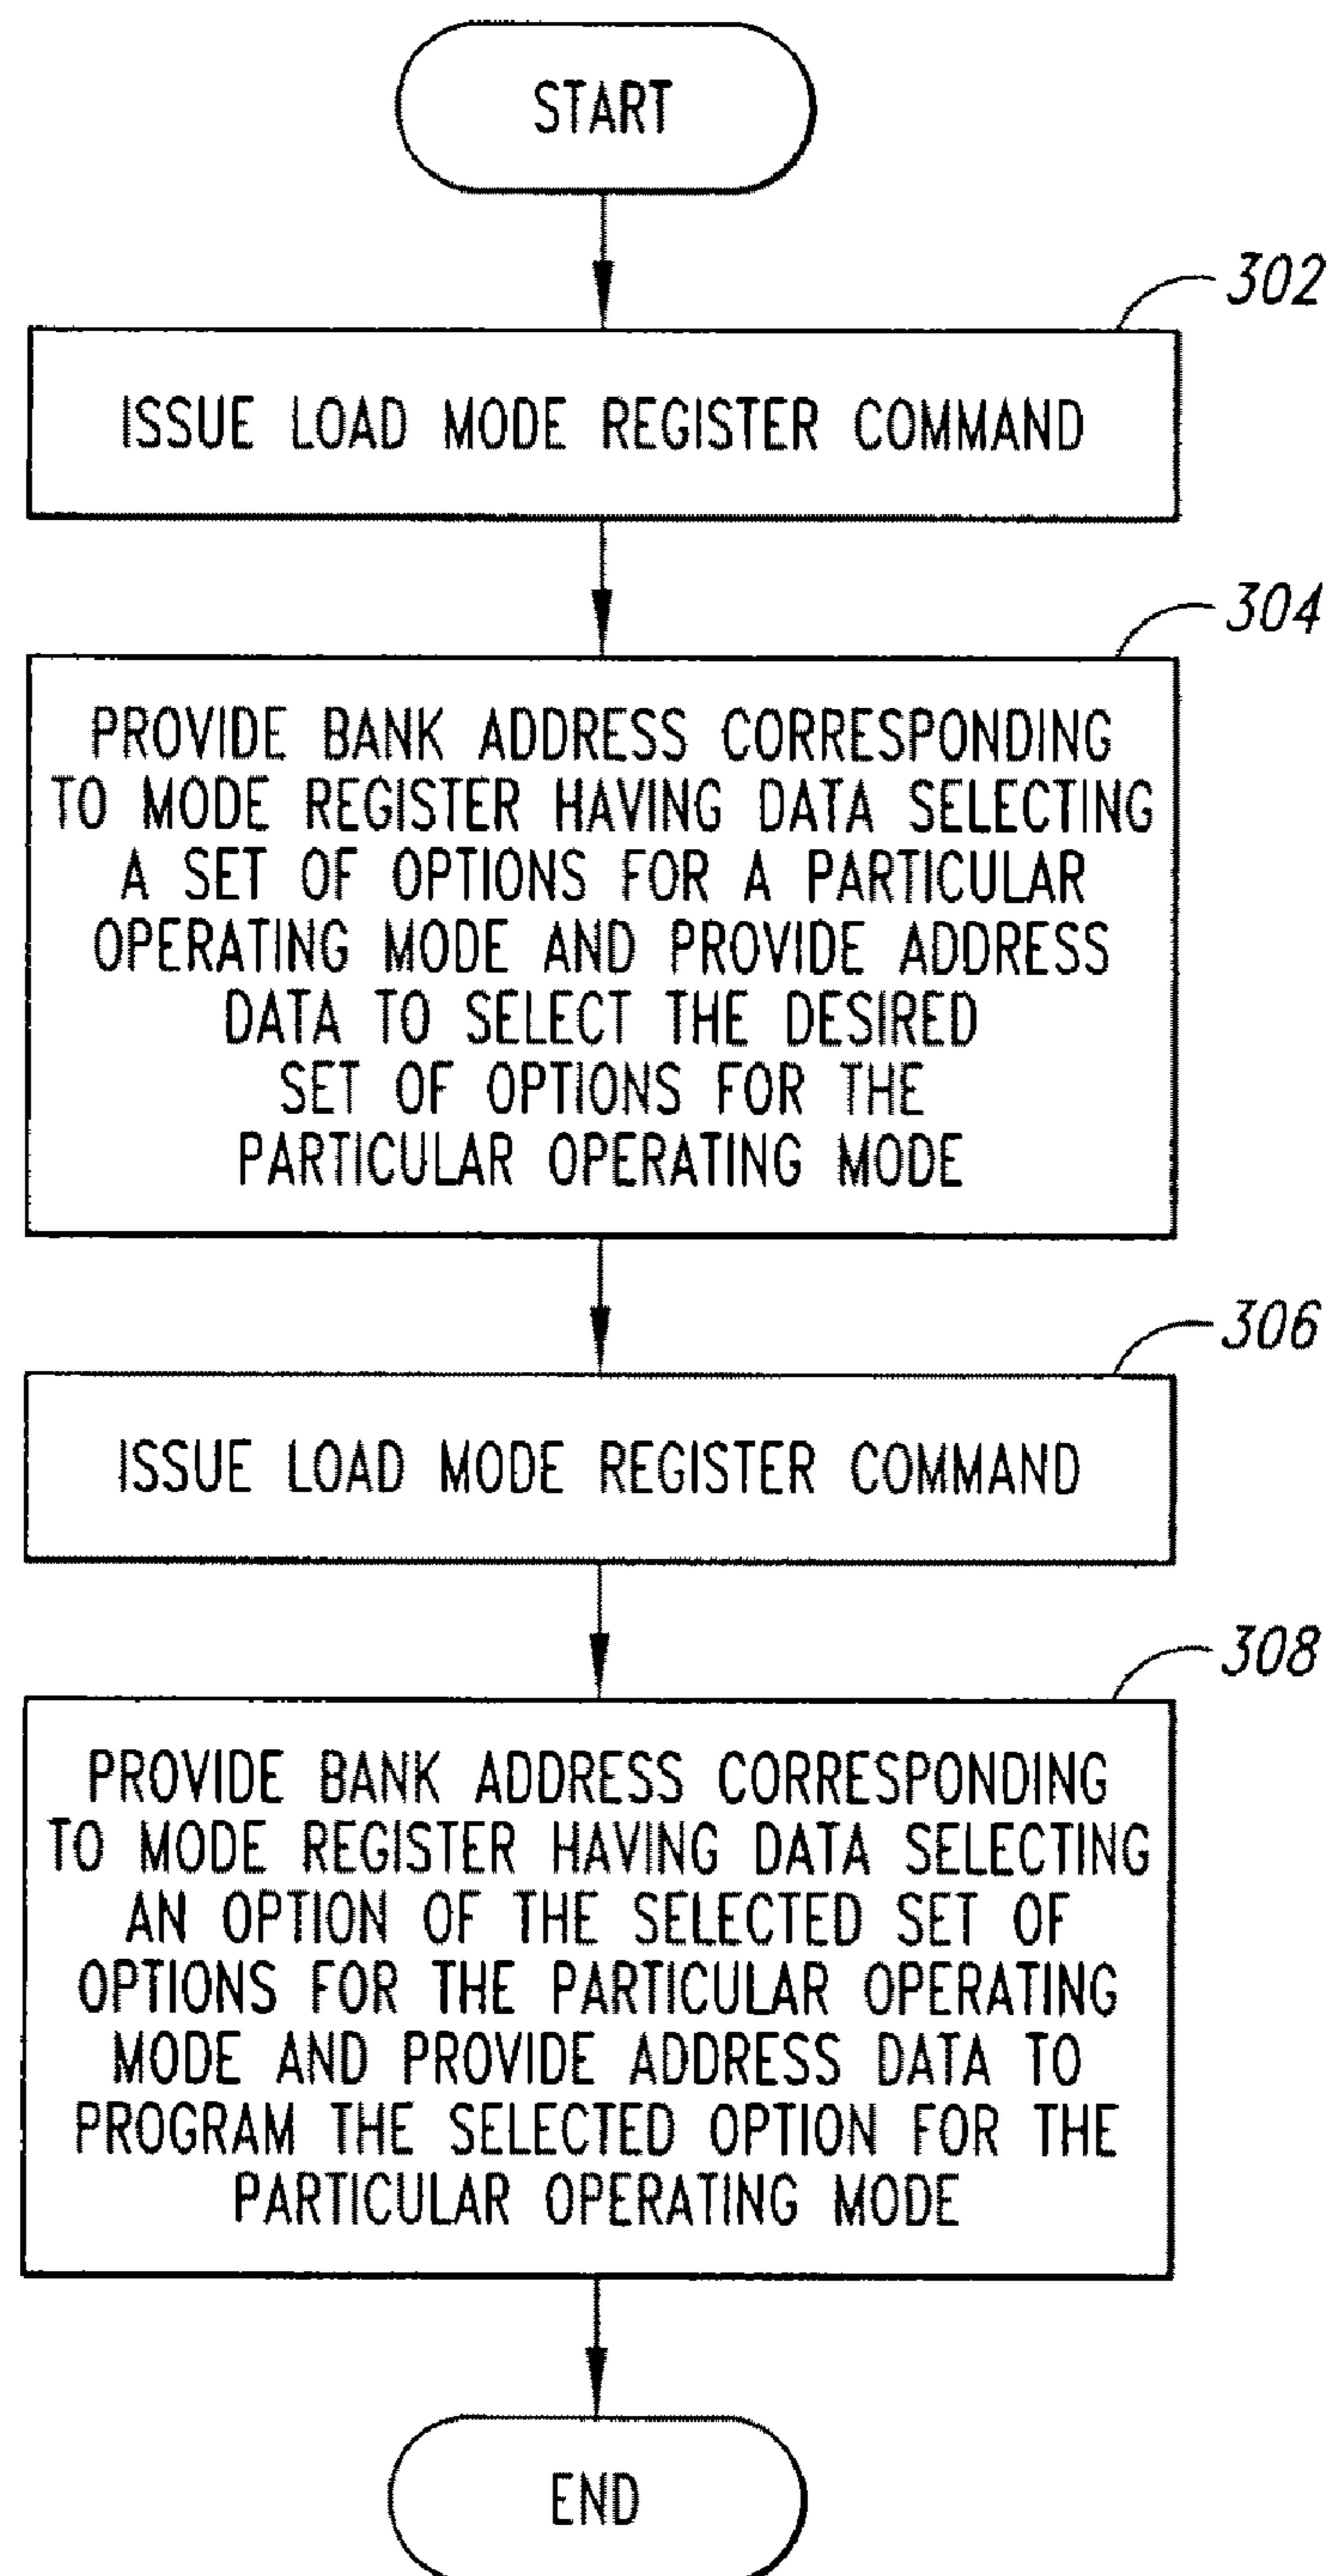 START
302
ISSUE LOAD MODE REGISTER COMMAND
304
PROVIDE BANK ADDRESS CORRESPONDING
TO MODE REGISTER HAVING DATA SELECTING
A SET OF OPTIONS FOR A PARTICULAR
OPERATING MODE AND PROVIDE ADDRESS
DATA TO SELECT THE DESIRED
SET OF OPTIONS FOR THE
PARTICULAR OPERATING MODE
306
ISSUE LOAD MODE REGISTER COMMAND
308
PROVIDE BANK ADDRESS CORRESPONDING
TO MODE REGISTER HAVING DATA SELECTING
AN OPTION OF THE SELECTED SET OF
OPTIONS FOR THE PARTICULAR OPERATING
MODE AND PROVIDE ADDRESS DATA TO
PROGRAM THE SELECTED OPTION FOR THE
PARTICULAR OPERATING MODE
END